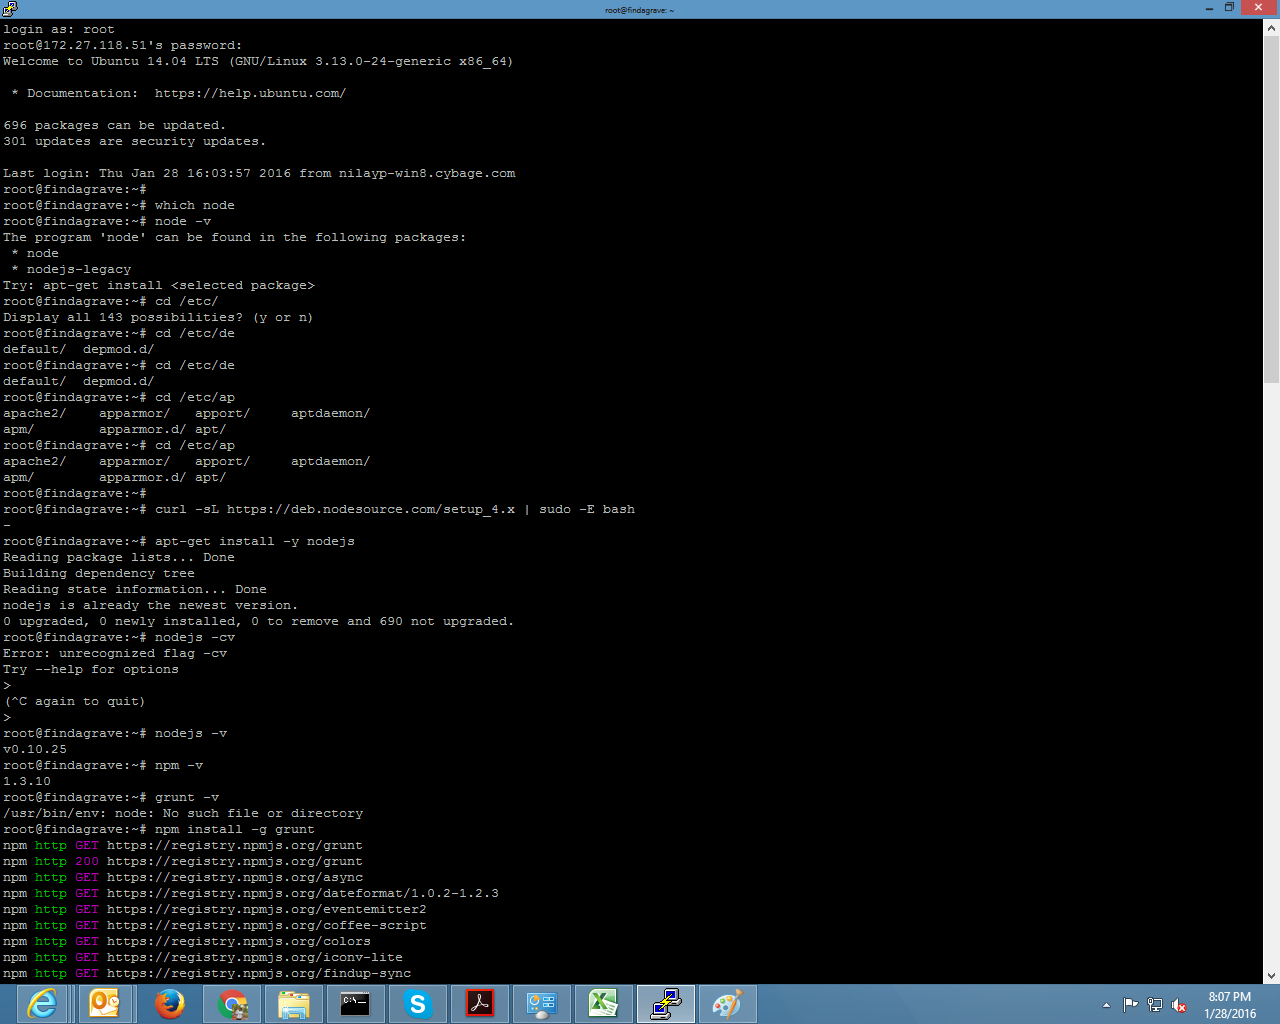 root@findagrave: ~
login as: root
root@172.27.118.51's password:
Welcome to Ubuntu 14.04 LTS (GNU/Linux 3.13.0-24-generic x86_64)
* Documentation:  https://help.ubuntu.com/
696 packages can be updated.
301 updates are security updates.
Last login: Thu Jan 28 16:03:57 2016 from nilayp-win8.cybage.com
root@findagrave:~#
root@findagrave:~# which node
root@findagrave:~# node -v
The program 'node' can be found in the following packages:
* node
* nodejs-legacy
Try: apt-get install <selected package>
root@findagrave:~# cd /etc/
Display all 143 possibilities? (y or n)
root@findagrave:~# cd /etc/de
default/  depmod.d/
root@findagrave:~# cd /etc/de
default/  depmod.d/
root@findagrave:~# cd /etc/ap
apache2/    apparmor/   apport/     aptdaemon/
apm/        apparmor.d/ apt/
root@findagrave:~# cd /etc/ap
apache2/    apparmor/   apport/     aptdaemon/
apm/        apparmor.d/ apt/
root@findagrave:~#
root@findagrave:~# curl -sL https://deb.nodesource.com/setup_4.x | sudo -E bash
-
root@findagrave:~# apt-get install -y nodejs
Reading package lists... Done
Building dependency tree
Reading state information... Done
nodejs is already the newest version.
0 upgraded, 0 newly installed, 0 to remove and 690 not upgraded.
root@findagrave:~# nodejs -cv
Error: unrecognized flag -cv
Try --help for options
>
(^C again to quit)
>
root@findagrave:~# nodejs -v
v0.10.25
root@findagrave:~# npm -v
1.3.10
root@findagrave:~# grunt -v
/usr/bin/env: node: No such file or directory
root@findagrave:~# npm install -g grunt
npm http GET https://registry.npmjs.org/grunt
npm http 200 https://registry.npmjs.org/grunt
npm http GET https://registry.npmjs.org/async
npm http GET https://registry.npmjs.org/dateformat/1.0.2-1.2.3
npm http GET https://registry.npmjs.org/eventemitter2
npm http GET https://registry.npmjs.org/coffee-script
npm http GET https://registry.npmjs.org/colors
npm http GET https://registry.npmjs.org/iconv-lite
npm http GET https://registry.npmjs.org/findup-sync
8:07 PM
1/28/2016